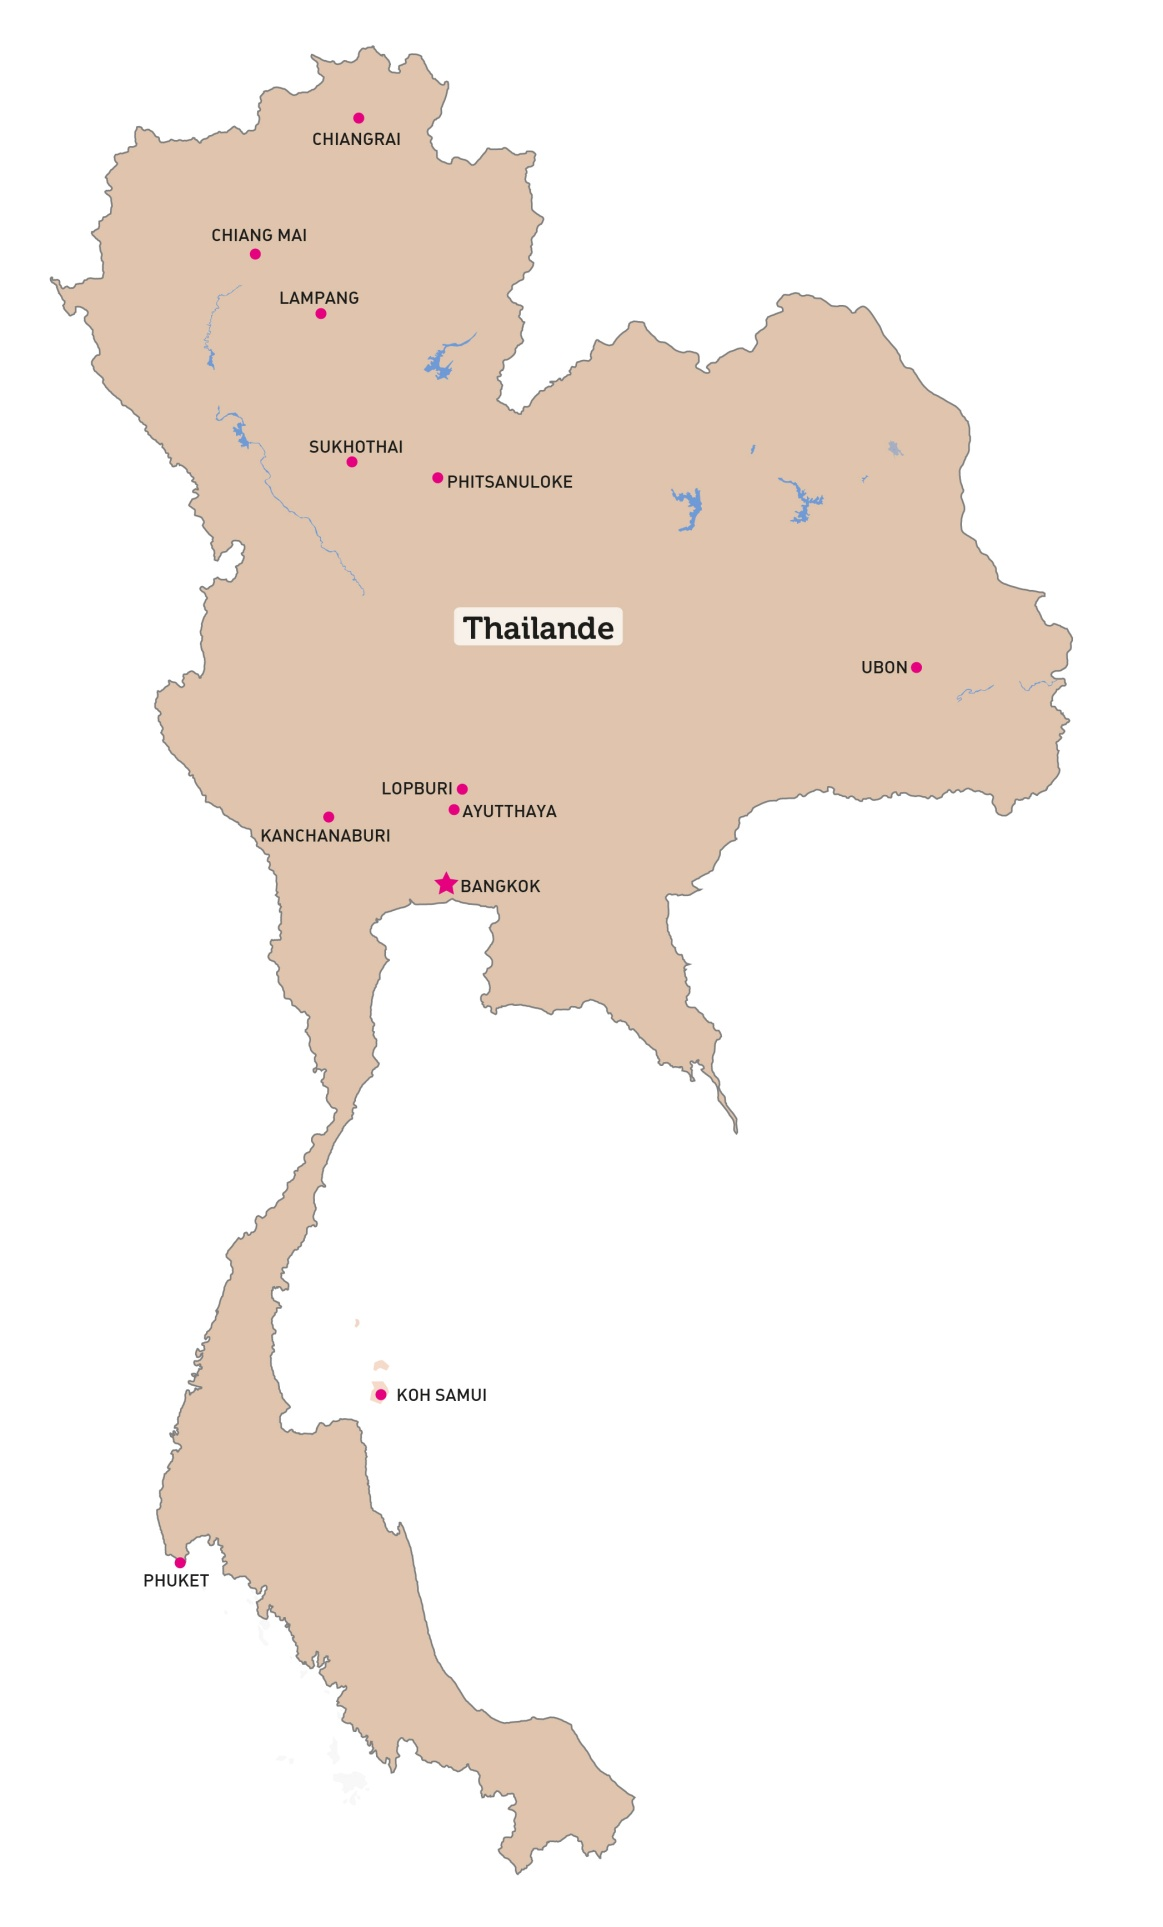 CHIANGRAI
CHIANG MAI
LAMPANG
SUKHOTHAI
PHITSANULOKE
Thailande
UBON
LOPBURI
AYUTTHAYA
KANCHANABURI
BANGKOK
KOH SAMUI
PHUKET